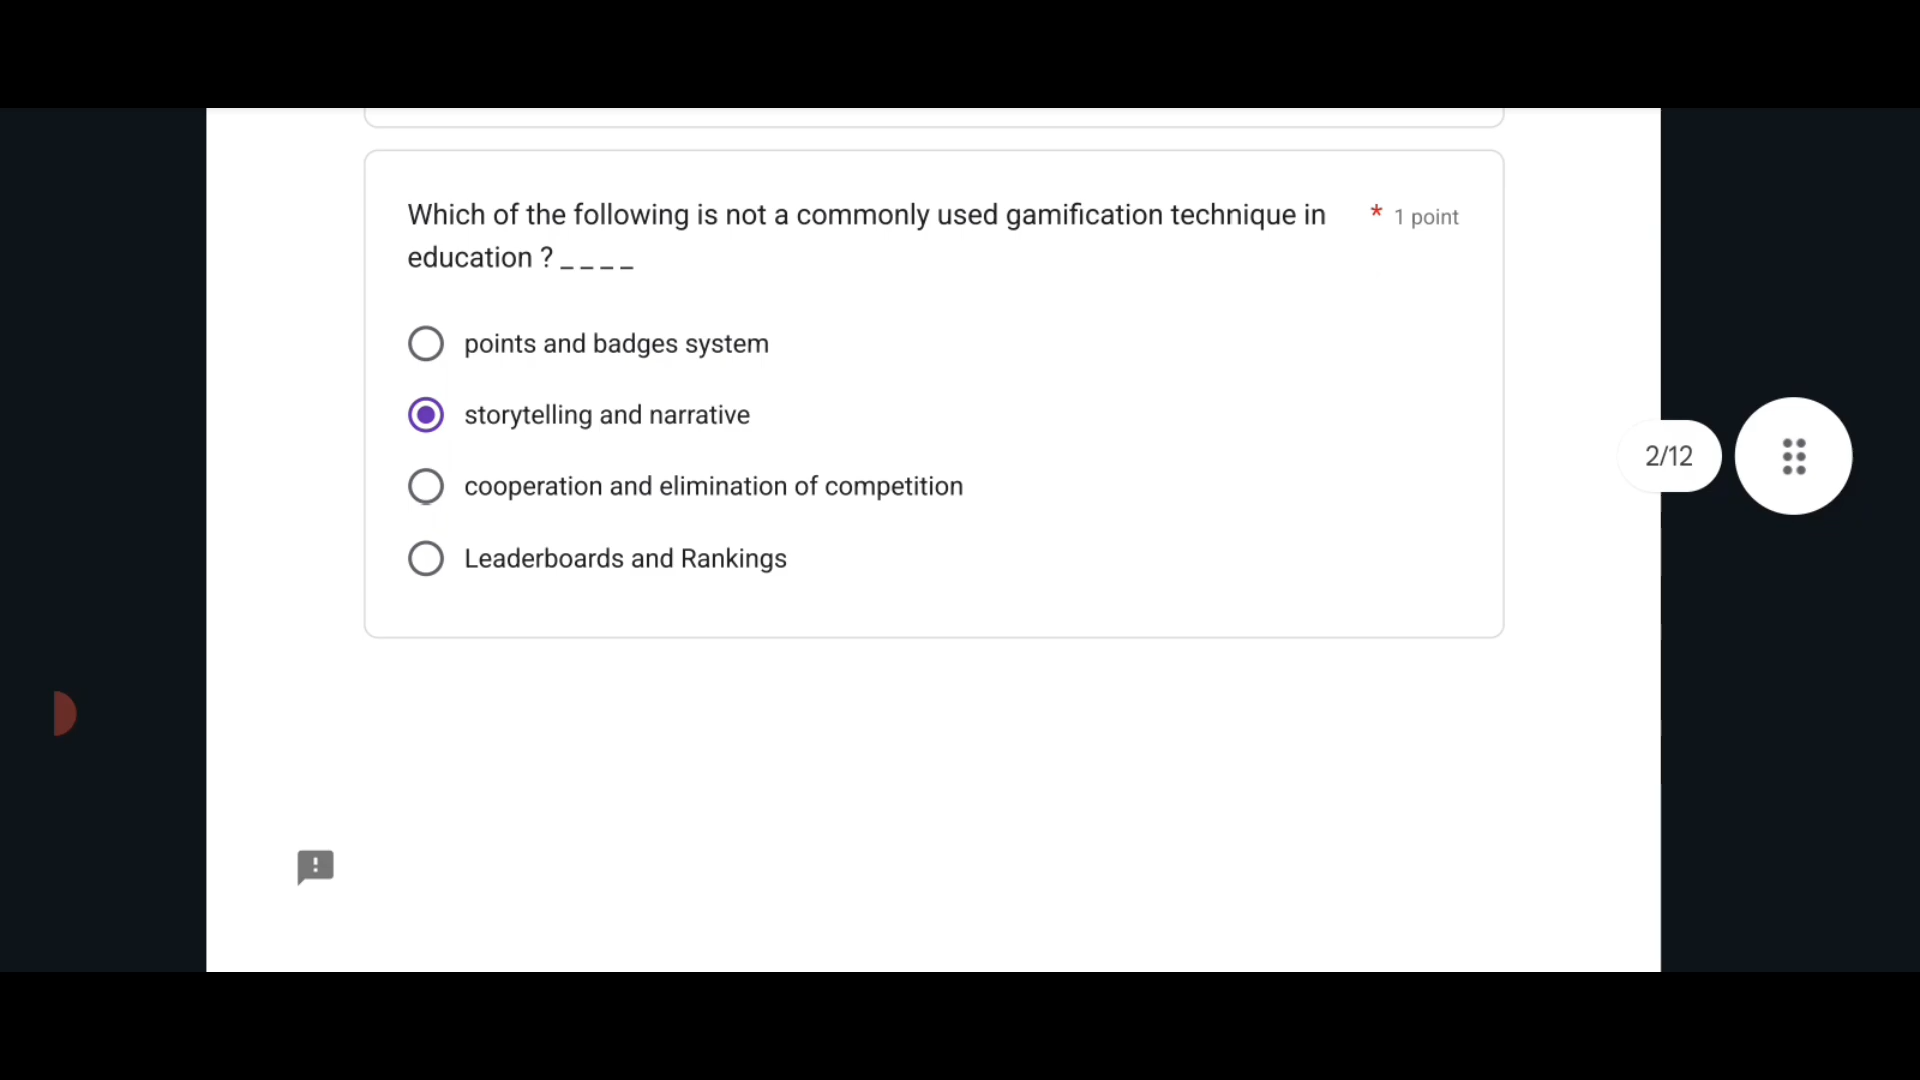 Which of the following is not a commonly used gamification technique in * 1 point
education ? _ _ _ _
points and badges system
storytelling and narrative
2/12
cooperation and elimination of competition
Leaderboards and Rankings